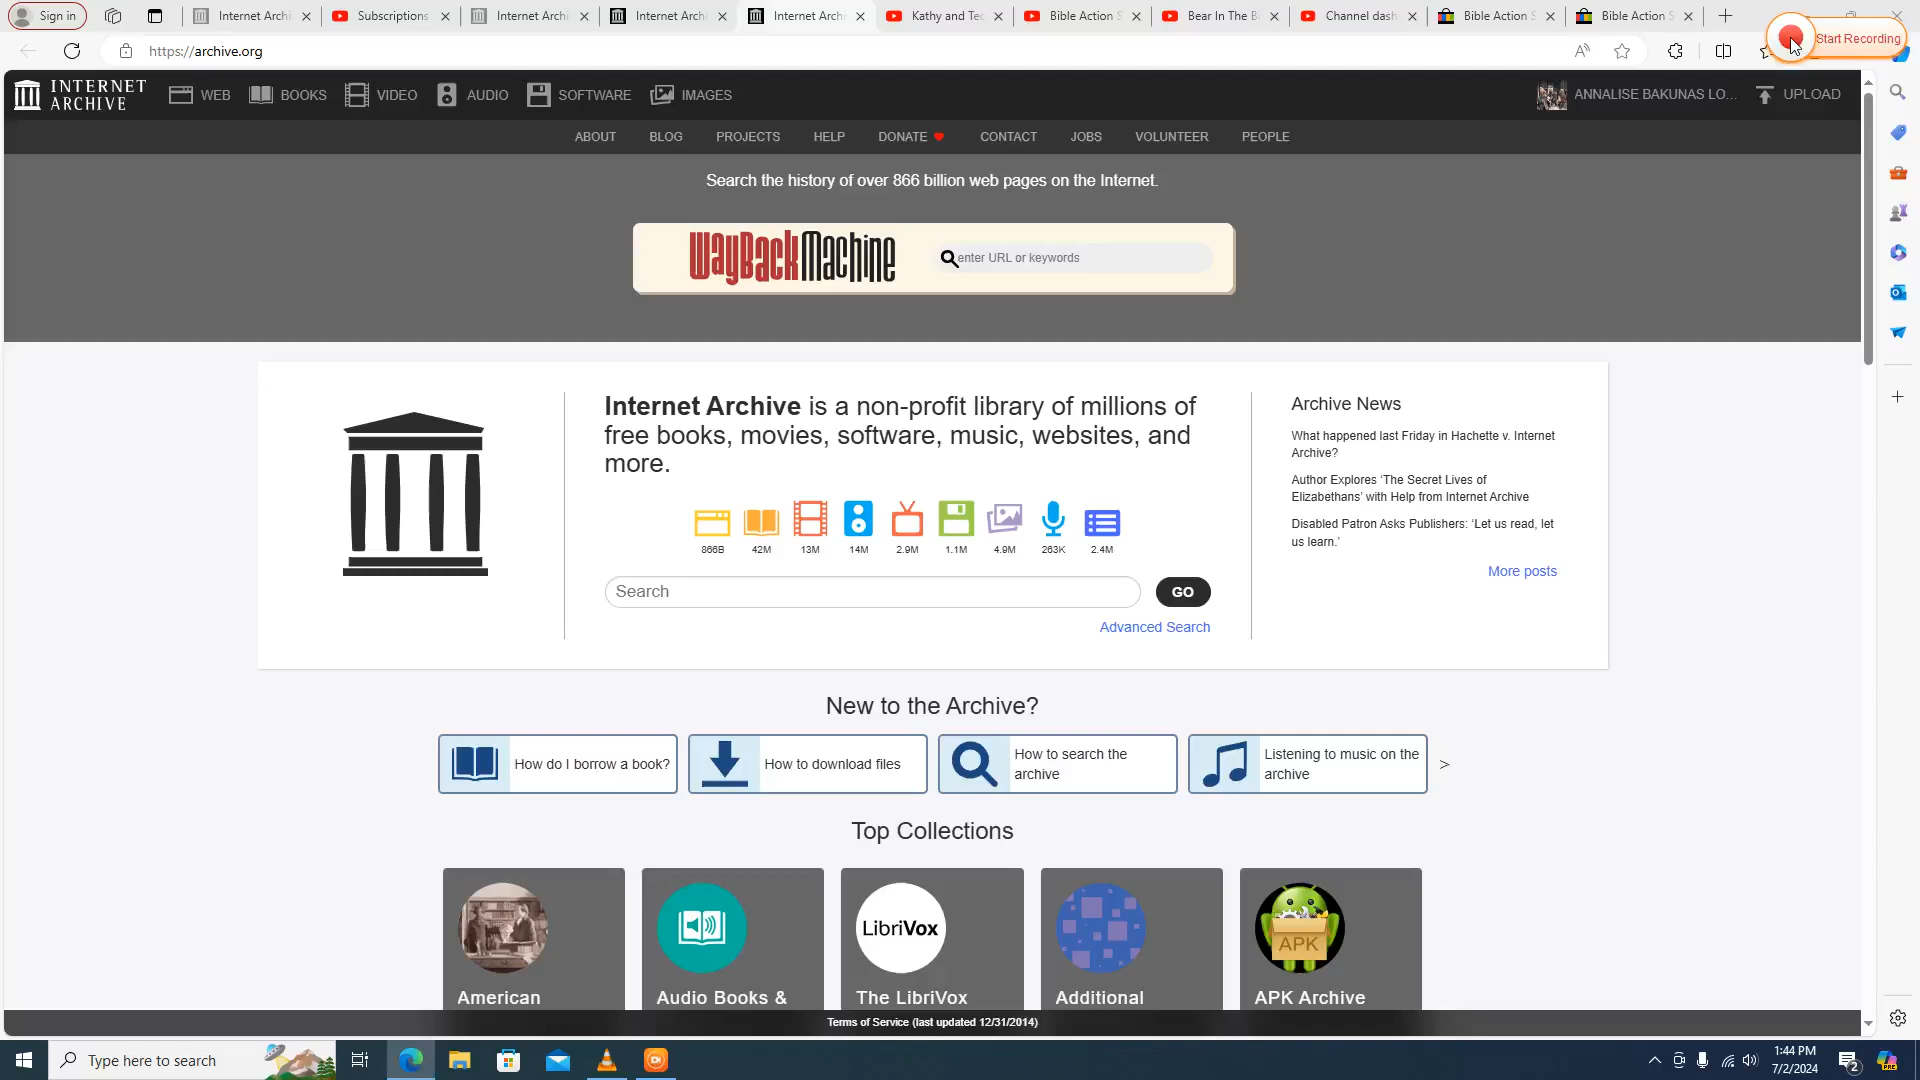 Sign in
Internet Archi
Subscriptions
Internet Archi
Internet Archi
Internet Archi
Kathy and Tec
Bible Action S
Bear In The B
Channel dash
Bible Action S
Bible Action S
https://archive.org
Start Recording
INTERNET ARCHIVE
WEB
BOOKS
VIDEO
AUDIO
SOFTWARE
IMAGES
ANNALISE BAKUNAS LO...
UPLOAD
ABOUT
BLOG
PROJECTS
HELP
DONATE
CONTACT
JOBS
VOLUNTEER
PEOPLE
Search the history of over 866 billion web pages on the Internet.
WayBackMachine
enter URL or keywords
Internet Archive is a non-profit library of millions of
free books, movies, software, music, websites, and
more.
866B
42M
13M
14M
2.9M
1.1M
4.9M
263K
2.4M
Search
GO
Advanced Search
Archive News
What happened last Friday in Hachette v. Internet
Archive?
Author Explores ‘The Secret Lives of
Elizabethans’ with Help from Internet Archive
Disabled Patron Asks Publishers: ‘Let us read, let
us learn.’
More posts
New to the Archive?
How do I borrow a book?
How to download files
How to search the
archive
Listening to music on the
archive
>
Top Collections
LibriVox
APK
American
Audio Books &
The LibriVox
Additional
APK Archive
Terms of Service (last updated 12/31/2014)
Type here to search
1:44 PM
7/2/2024
2